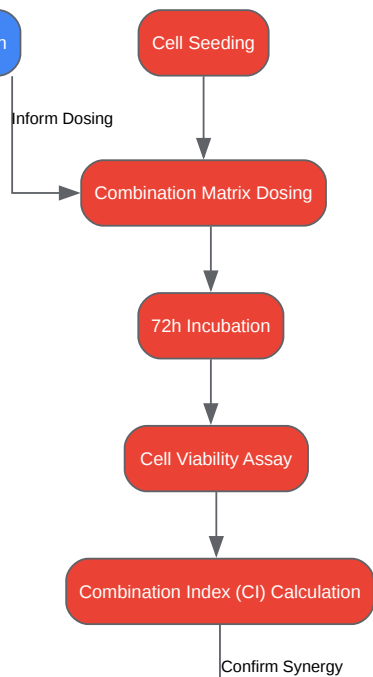 Cell Seeding
Inform Dosing
Combination Matrix Dosing
72h Incubation
Cell Viability Assay
Combination Index (CI) Calculation
Confirm Synergy